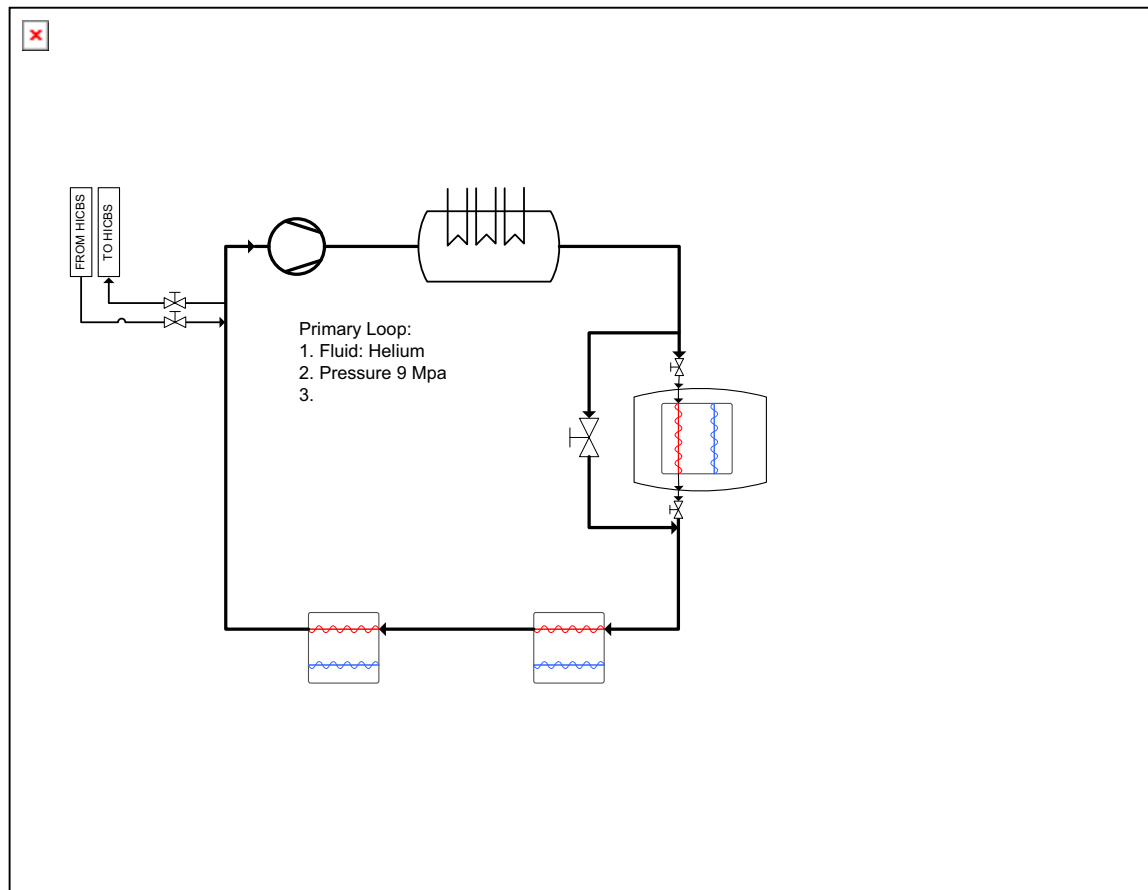 FROM HICBS
TO HICBS
Primary Loop:
1. Fluid: Helium
2. Pressure 9 Mpa
3.